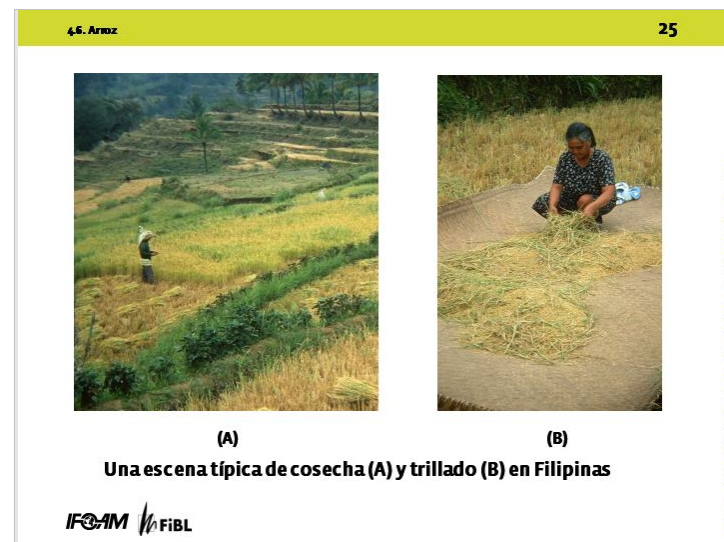 4.6. Arroz
25
(A)
(B)
Una escena típica de cosecha (A) y trillado (B) en Filipinas
IFOAM
FiBL